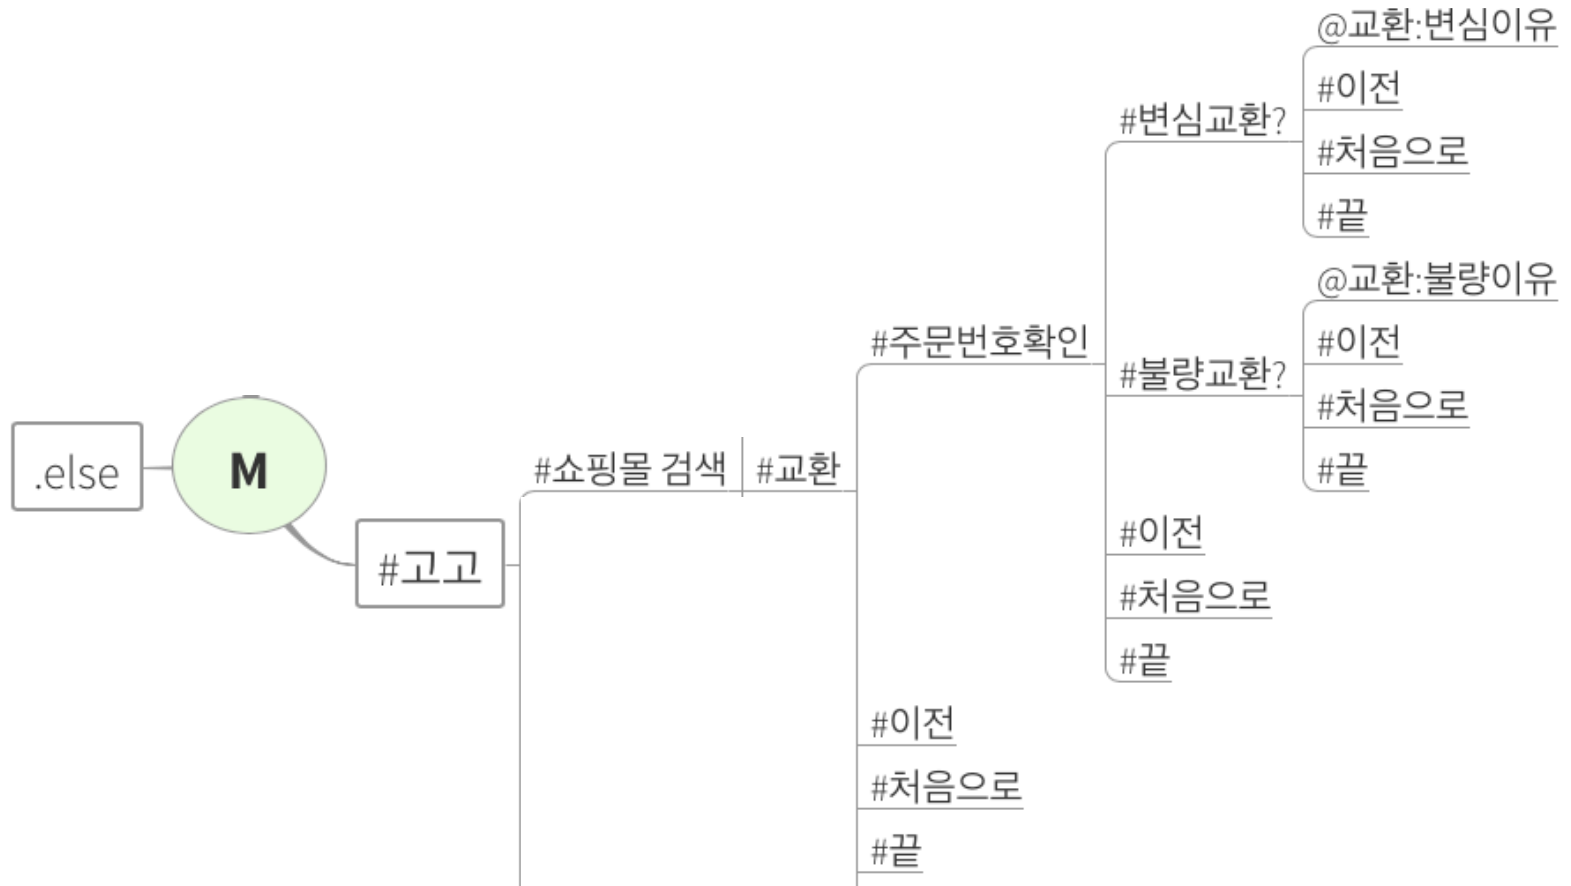 @교환:변심이유
#이전
#변심교환?
#처음으로
#끝
@교환:불량이유
#이전
#주문번호확인
#불량교환?
#처음으로
.else
M
#쇼핑몰 검색
#교환
#끝
#이전
#고고
#처음으로
#끝
#이전
#처음으로
#끝